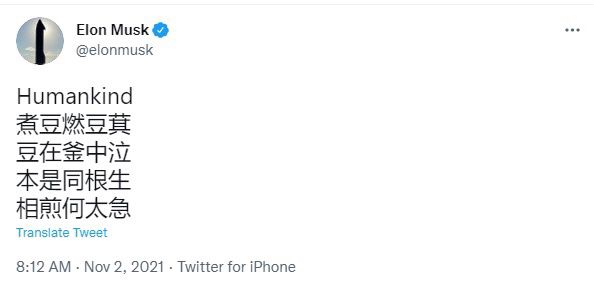 Elon Musk
@elonmusk
Humankind
煮豆燃豆萁
豆在釜中泣
本是同根生
相煎何太急
Translate Tweet
8:12 AM · Nov 2, 2021 · Twitter for iPhone